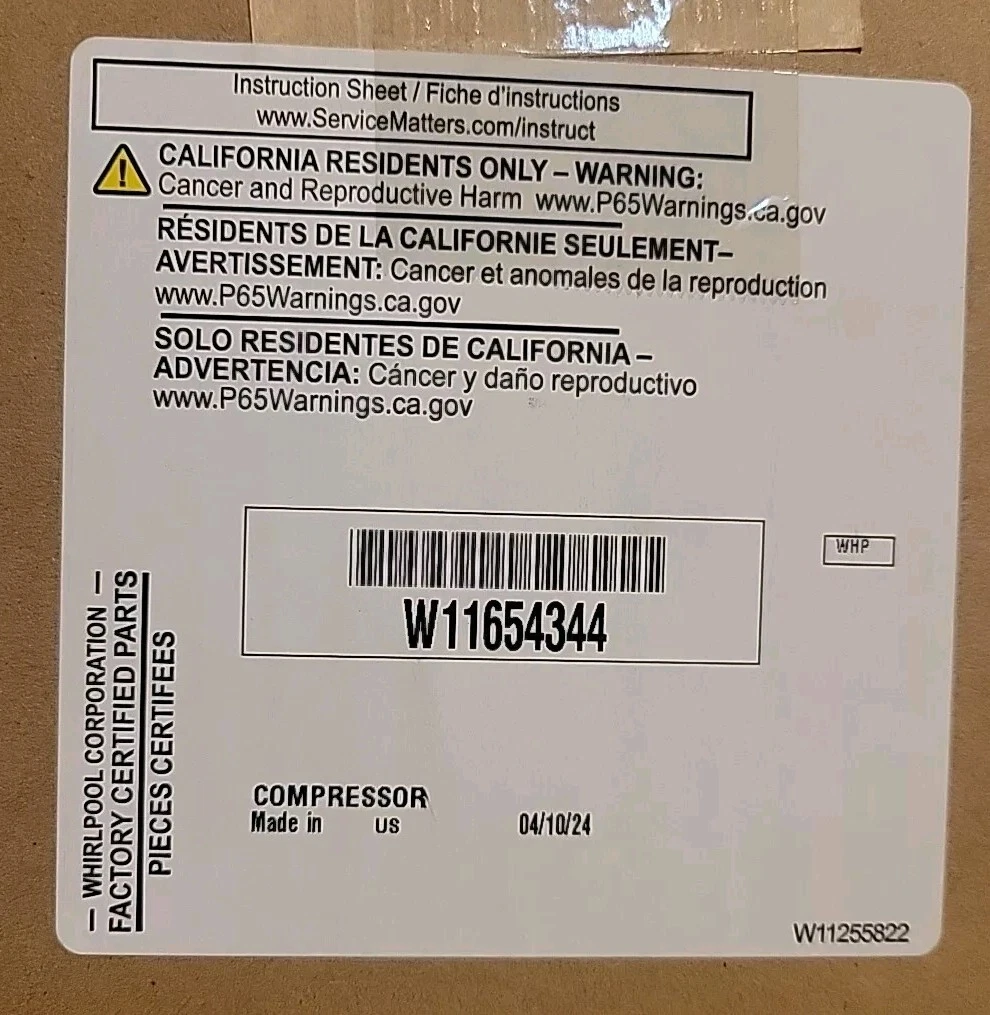 Instruction Sheet / Fiche d'instructions
www.ServiceMatters.com/instruct
CALIFORNIA RESIDENTS ONLY – WARNING:
Cancer and Reproductive Harm www.P65Warnings.ca.gov
RÉSIDENTS DE LA CALIFORNIE SEULEMENT–
AVERTISSEMENT: Cancer et anomales de la reproduction
www.P65Warnings.ca.gov
SOLO RESIDENTES DE CALIFORNIA –
ADVERTENCIA: Cáncer y daño reproductivo
www.P65Warnings.ca.gov
W11654344
WHP
— WHIRLPOOL CORPORATION —
FACTORY CERTIFIED PARTS
PIECES CERTIFEES
COMPRESSOR
Made in US 04/10/24
W11255822